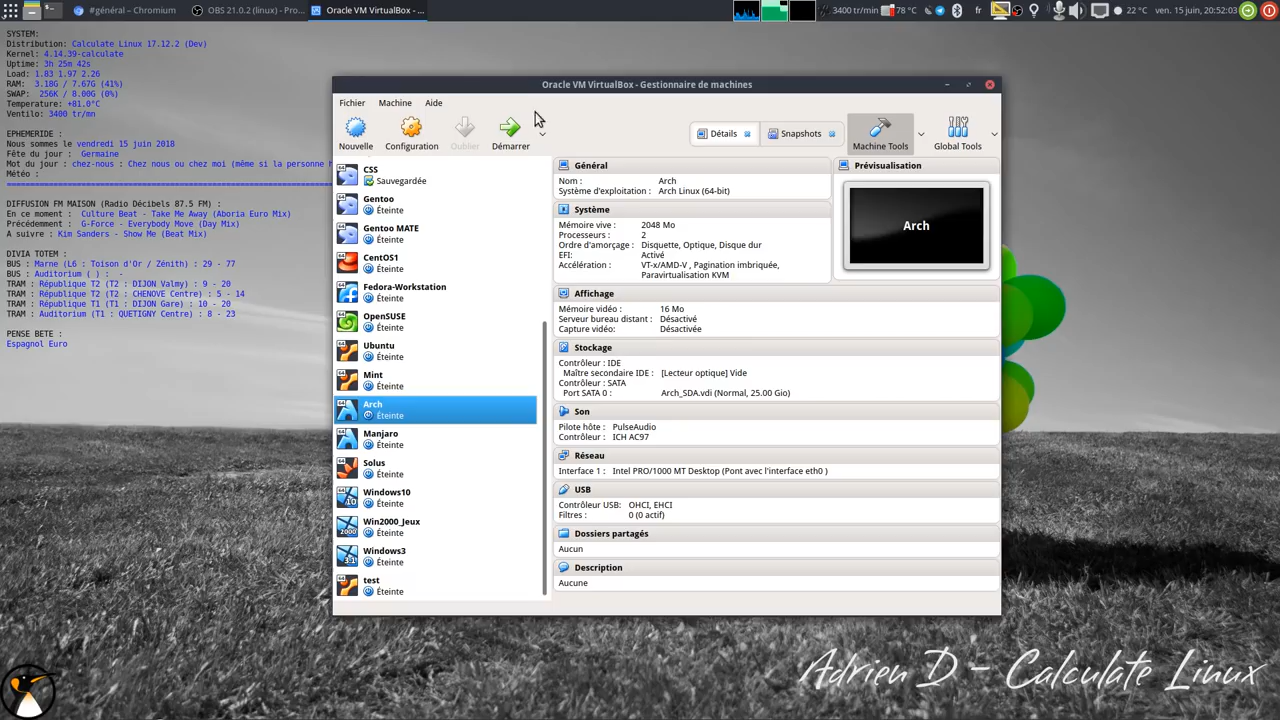 #général – Chromium
OBS 21.0.2 (linux) - Pro...
Oracle VM VirtualBox - ...
3400 tr/min
78 °C
fr
22 °C
ven. 15 juin, 20:52:03
SYSTEM:
Distribution: Calculate Linux 17.12.2 (Dev)
Kernel: 4.14.39-calculate
Uptime: 3h 25m 42s
Load: 1.83 1.97 2.26
RAM: 3.18G / 7.67G (41%)
SWAP: 256K / 8.00G (0%)
Temperature: +81.0°C
Ventilo: 3400 tr/mn
EPHEMERIDE :
Nous sommes le vendredi 15 juin 2018
Fête du jour : Germaine
Mot du jour : chez-nous : Chez nous ou chez moi (même si la personne h
Météo :
DIFFUSION FM MAISON (Radio Décibels 87.5 FM) :
En ce moment : Culture Beat - Take Me Away (Aboria Euro Mix)
Précédemment : G-Force - Everybody Move (Day Mix)
A suivre : Kim Sanders - Show Me (Beat Mix)
DIVIA TOTEM :
BUS : Marne (L6 : Toison d'Or / Zénith) : 29 - 77
BUS : Auditorium ( ) : -
TRAM : République T2 (T2 : DIJON Valmy) : 9 - 20
TRAM : République T2 (T2 : CHENOVE Centre) : 5 - 14
TRAM : République T1 (T1 : DIJON Gare) : 10 - 20
TRAM : Auditorium (T1 : QUETIGNY Centre) : 8 - 23
PENSE BETE :
Espagnol Euro
Oracle VM VirtualBox - Gestionnaire de machines
Fichier Machine Aide
Nouvelle Configuration Oublier Démarrer
Détails Snapshots Machine Tools Global Tools
CSS
Sauvegardée
Gentoo
Éteinte
Gentoo MATE
Éteinte
CentOS1
Éteinte
Fedora-Workstation
Éteinte
OpenSUSE
Éteinte
Ubuntu
Éteinte
Mint
Éteinte
Arch
Éteinte
Manjaro
Éteinte
Solus
Éteinte
Windows10
Éteinte
Win2000_Jeux
Éteinte
Windows3
Éteinte
test
Éteinte
Général
Nom : Arch
Système d'exploitation : Arch Linux (64-bit)
Système
Mémoire vive : 2048 Mo
Processeurs : 2
Ordre d'amorçage : Disquette, Optique, Disque dur
EFI: Activé
Accélération : VT-x/AMD-V , Pagination imbriquée,
Paravirtualisation KVM
Prévisualisation
Arch
Affichage
Mémoire vidéo : 16 Mo
Serveur bureau distant : Désactivé
Capture vidéo: Désactivée
Stockage
Contrôleur : IDE
Maître secondaire IDE : [Lecteur optique] Vide
Contrôleur : SATA
Port SATA 0 : Arch_SDA.vdi (Normal, 25.00 Gio)
Son
Pilote hôte : PulseAudio
Contrôleur : ICH AC97
Réseau
Interface 1 : Intel PRO/1000 MT Desktop (Pont avec l'interface eth0 )
USB
Contrôleur USB: OHCI, EHCI
Filtres : 0 (0 actif)
Dossiers partagés
Aucun
Description
Aucune
Adrien D - Calculate Linux